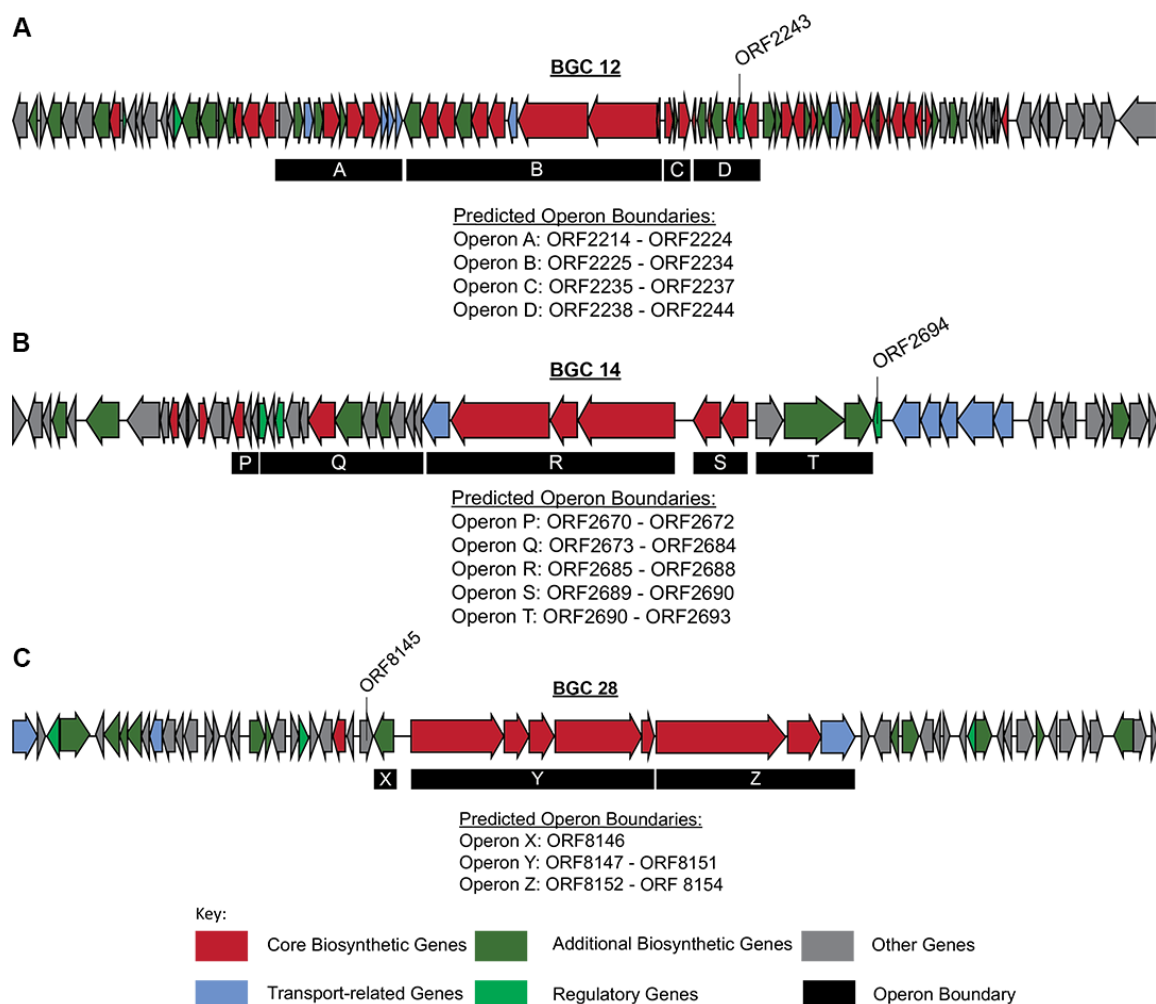 A
ORF2243
BGC 12
A
B
C
D
Predicted Operon Boundaries:
Operon A: ORF2214 - ORF2224
Operon B: ORF2225 - ORF2234
Operon C: ORF2235 - ORF2237
Operon D: ORF2238 - ORF2244
B
ORF2694
BGC 14
P
Q
R
S
T
Predicted Operon Boundaries:
Operon P: ORF2670 - ORF2672
Operon Q: ORF2673 - ORF2684
Operon R: ORF2685 - ORF2688
Operon S: ORF2689 - ORF2690
Operon T: ORF2690 - ORF2693
C
ORF8145
BGC 28
X
Y
Z
Predicted Operon Boundaries:
Operon X: ORF8146
Operon Y: ORF8147 - ORF8151
Operon Z: ORF8152 - ORF 8154
Key:
Core Biosynthetic Genes
Additional Biosynthetic Genes
Other Genes
Transport-related Genes
Regulatory Genes
Operon Boundary